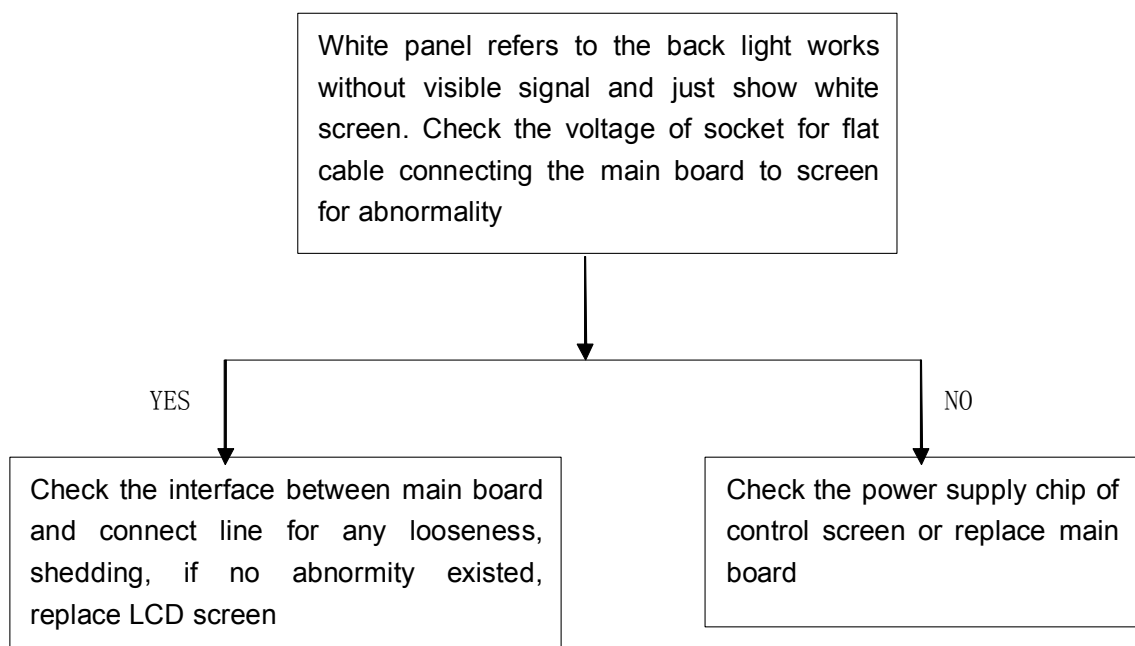 White panel refers to the back light works
without visible signal and just show white
screen. Check the voltage of socket for flat
cable connecting the main board to screen
for abnormality
YES
NO
Check the interface between main board
and connect line for any looseness,
shedding, if no abnormity existed,
replace LCD screen
Check the power supply chip of
control screen or replace main
board